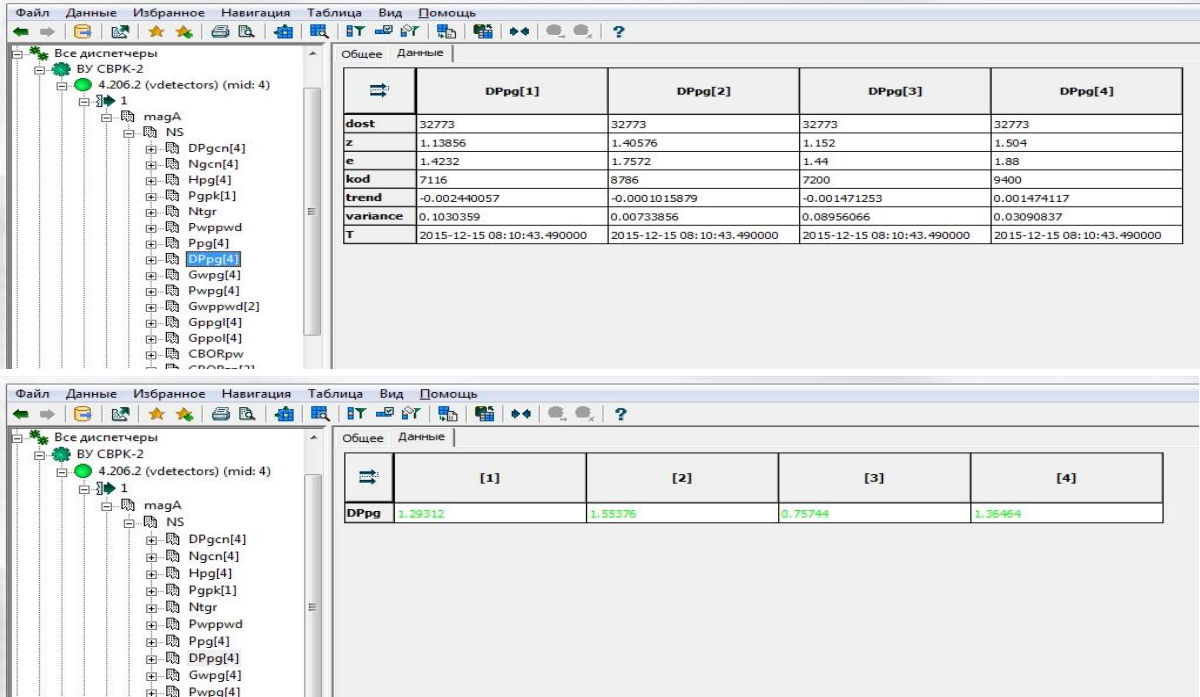 Файл Данные Избранное Навигация Таблица Вид Помощь
Все диспетчеры
ВУ СВРК-2
4.206.2 (vdetectors) (mid: 4)
1
magA
NS
DPgcn[4]
Ngcn[4]
Hpg[4]
Pgpk[1]
Ntgr
Pwppwd
Ppg[4]
DPpg[4]
Gwpg[4]
Pwpg[4]
Gwppwd[2]
Gppgl[4]
Gppol[4]
CBORpw
Общее Данные
DPpg[1] DPpg[2] DPpg[3] DPpg[4]
dost 32773 32773 32773 32773
z 1.13856 1.40576 1.152 1.504
e 1.4232 1.7572 1.44 1.88
kod 7116 8786 7200 9400
trend -0.002440057 -0.0001015879 -0.001471253 0.001474117
variance 0.1030359 0.00733856 0.08956066 0.03090837
T 2015-12-15 08:10:43.490000 2015-12-15 08:10:43.490000 2015-12-15 08:10:43.490000 2015-12-15 08:10:43.490000
Файл Данные Избранное Навигация Таблица Вид Помощь
Все диспетчеры
ВУ СВРК-2
4.206.2 (vdetectors) (mid: 4)
1
magA
NS
DPgcn[4]
Ngcn[4]
Hpg[4]
Pgpk[1]
Ntgr
Pwppwd
Ppg[4]
DPpg[4]
Gwpg[4]
Pwpg[4]
Общее Данные
[1] [2] [3] [4]
DPpg 1.29312 1.55376 0.75744 1.36464